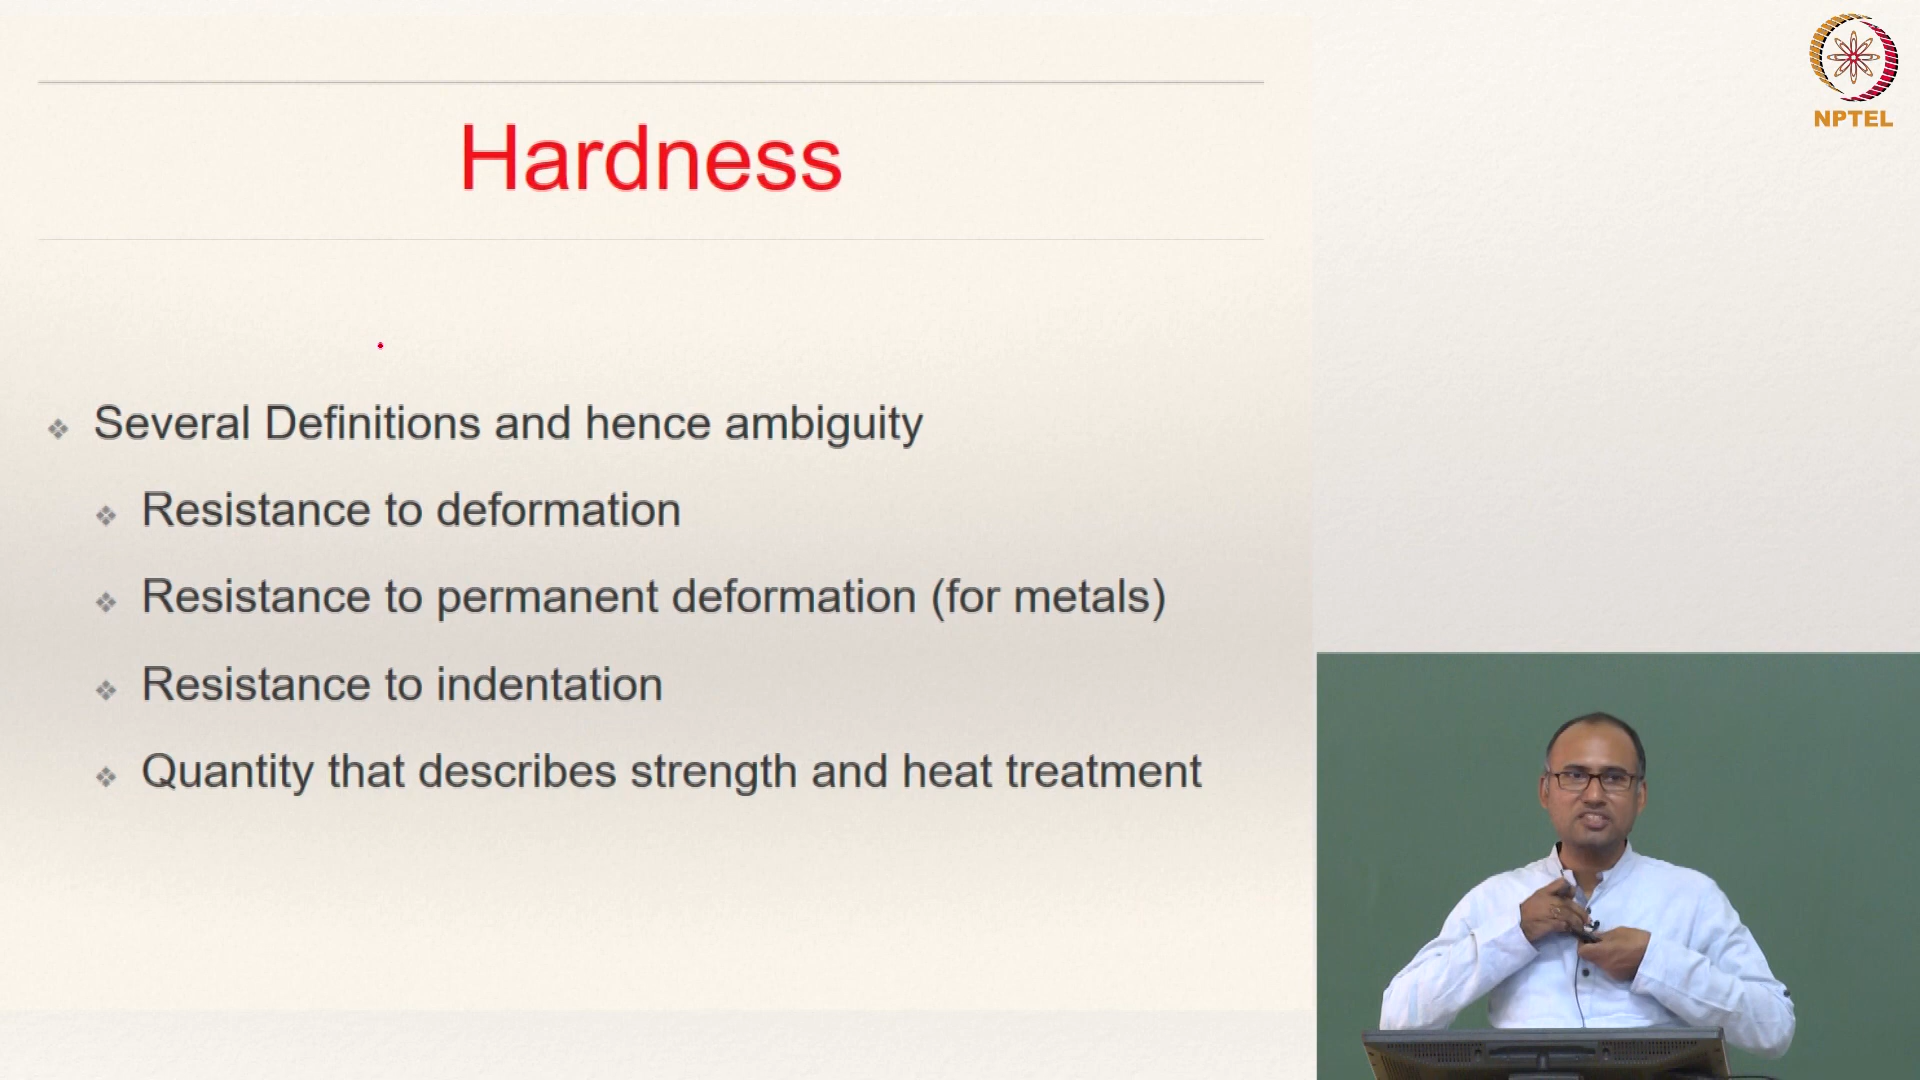 Hardness
Several Definitions and hence ambiguity
Resistance to deformation
Resistance to permanent deformation (for metals)
Resistance to indentation
Quantity that describes strength and heat treatment
NPTEL